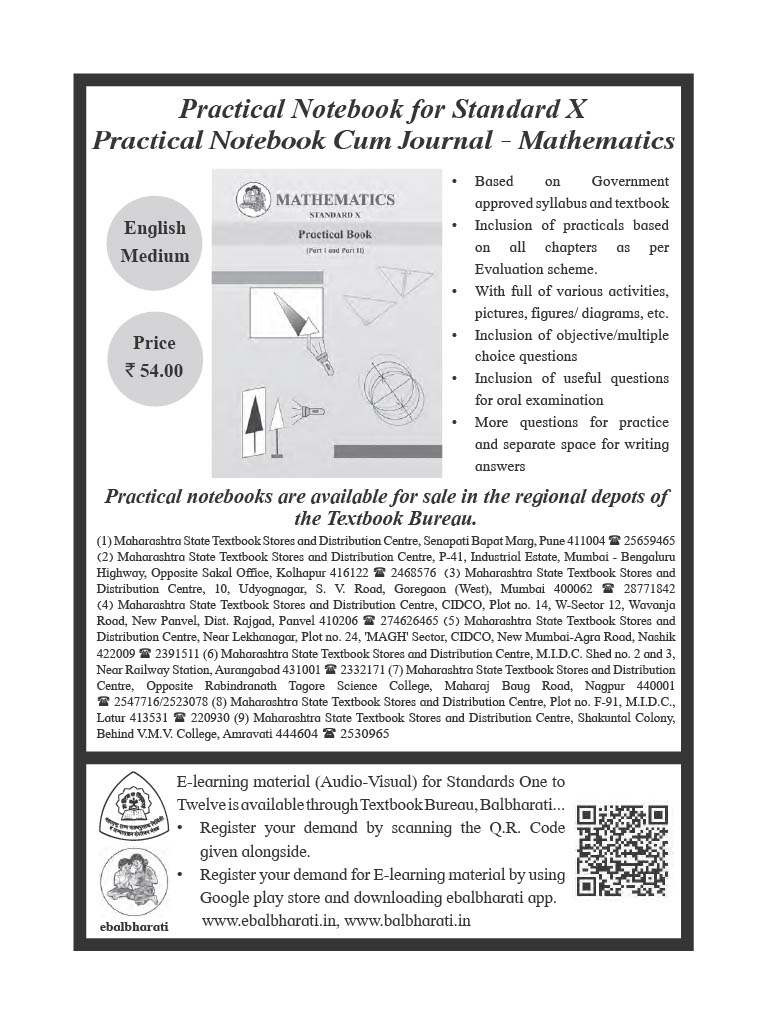 Practical Notebook for Standard X
Practical Notebook Cum Journal - Mathematics
English
Medium
Price
₹ 54.00
MATHEMATICS
STANDARD X
Practical Book
(Part I and Part II)
• Based on Government
approved syllabus and textbook
• Inclusion of practicals based
on all chapters as per
Evaluation scheme.
• With full of various activities,
pictures, figures/ diagrams, etc.
• Inclusion of objective/multiple
choice questions
• Inclusion of useful questions
for oral examination
• More questions for practice
and separate space for writing
answers
Practical notebooks are available for sale in the regional depots of
the Textbook Bureau.
(1) Maharashtra State Textbook Stores and Distribution Centre, Senapati Bapat Marg, Pune 411004 ☎ 25659465
(2) Maharashtra State Textbook Stores and Distribution Centre, P-41, Industrial Estate, Mumbai - Bengaluru
Highway, Opposite Sakal Office, Kolhapur 416122 ☎ 2468576 (3) Maharashtra State Textbook Stores and
Distribution Centre, 10, Udyognagar, S. V. Road, Goregaon (West), Mumbai 400062 ☎ 28771842
(4) Maharashtra State Textbook Stores and Distribution Centre, CIDCO, Plot no. 14, W-Sector 12, Wavanja
Road, New Panvel, Dist. Rajgad, Panvel 410206 ☎ 274626465 (5) Maharashtra State Textbook Stores and
Distribution Centre, Near Lekhanagar, Plot no. 24, 'MAGH' Sector, CIDCO, New Mumbai-Agra Road, Nashik
422009 ☎ 2391511 (6) Maharashtra State Textbook Stores and Distribution Centre, M.I.D.C. Shed no. 2 and 3,
Near Railway Station, Aurangabad 431001 ☎ 2332171 (7) Maharashtra State Textbook Stores and Distribution
Centre, Opposite Rabindranath Tagore Science College, Maharaj Baug Road, Nagpur 440001
☎ 2547716/2523078 (8) Maharashtra State Textbook Stores and Distribution Centre, Plot no. F-91, M.I.D.C.,
Latur 413531 ☎ 220930 (9) Maharashtra State Textbook Stores and Distribution Centre, Shakuntal Colony,
Behind V.M.V. College, Amravati 444604 ☎ 2530965
E-learning material (Audio-Visual) for Standards One to
Twelve is available through Textbook Bureau, Balbharati...
• Register your demand by scanning the Q.R. Code
given alongside.
• Register your demand for E-learning material by using
Google play store and downloading ebalbharati app.
www.ebalbharati.in, www.balbharati.in
ebalbharati